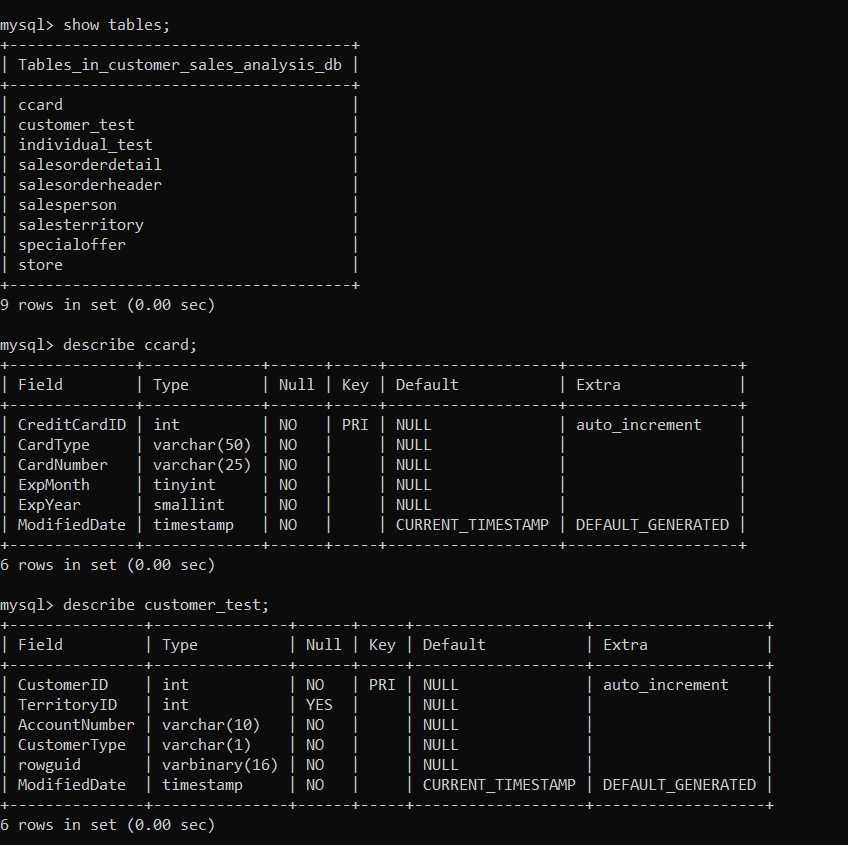 mysql> show tables;
+--------------------------------------+
| Tables_in_customer_sales_analysis_db |
+--------------------------------------+
| ccard                                |
| customer_test                        |
| individual_test                      |
| salesorderdetail                     |
| salesorderheader                     |
| salesperson                          |
| salesterritory                       |
| specialoffer                         |
| store                                |
+--------------------------------------+
9 rows in set (0.00 sec)
mysql> describe ccard;
+--------------+-------------+------+-----+-------------------+-------------------+
| Field        | Type        | Null | Key | Default           | Extra             |
+--------------+-------------+------+-----+-------------------+-------------------+
| CreditCardID | int         | NO   | PRI | NULL              | auto_increment    |
| CardType     | varchar(50) | NO   |     | NULL              |                   |
| CardNumber   | varchar(25) | NO   |     | NULL              |                   |
| ExpMonth     | tinyint     | NO   |     | NULL              |                   |
| ExpYear      | smallint    | NO   |     | NULL              |                   |
| ModifiedDate | timestamp   | NO   |     | CURRENT_TIMESTAMP | DEFAULT_GENERATED |
+--------------+-------------+------+-----+-------------------+-------------------+
6 rows in set (0.00 sec)
mysql> describe customer_test;
+---------------+---------------+------+-----+-------------------+-------------------+
| Field         | Type          | Null | Key | Default           | Extra             |
+---------------+---------------+------+-----+-------------------+-------------------+
| CustomerID    | int           | NO   | PRI | NULL              | auto_increment    |
| TerritoryID   | int           | YES  |     | NULL              |                   |
| AccountNumber | varchar(10)   | NO   |     | NULL              |                   |
| CustomerType  | varchar(1)    | NO   |     | NULL              |                   |
| rowguid       | varbinary(16) | NO   |     | NULL              |                   |
| ModifiedDate  | timestamp     | NO   |     | CURRENT_TIMESTAMP | DEFAULT_GENERATED |
+---------------+---------------+------+-----+-------------------+-------------------+
6 rows in set (0.00 sec)